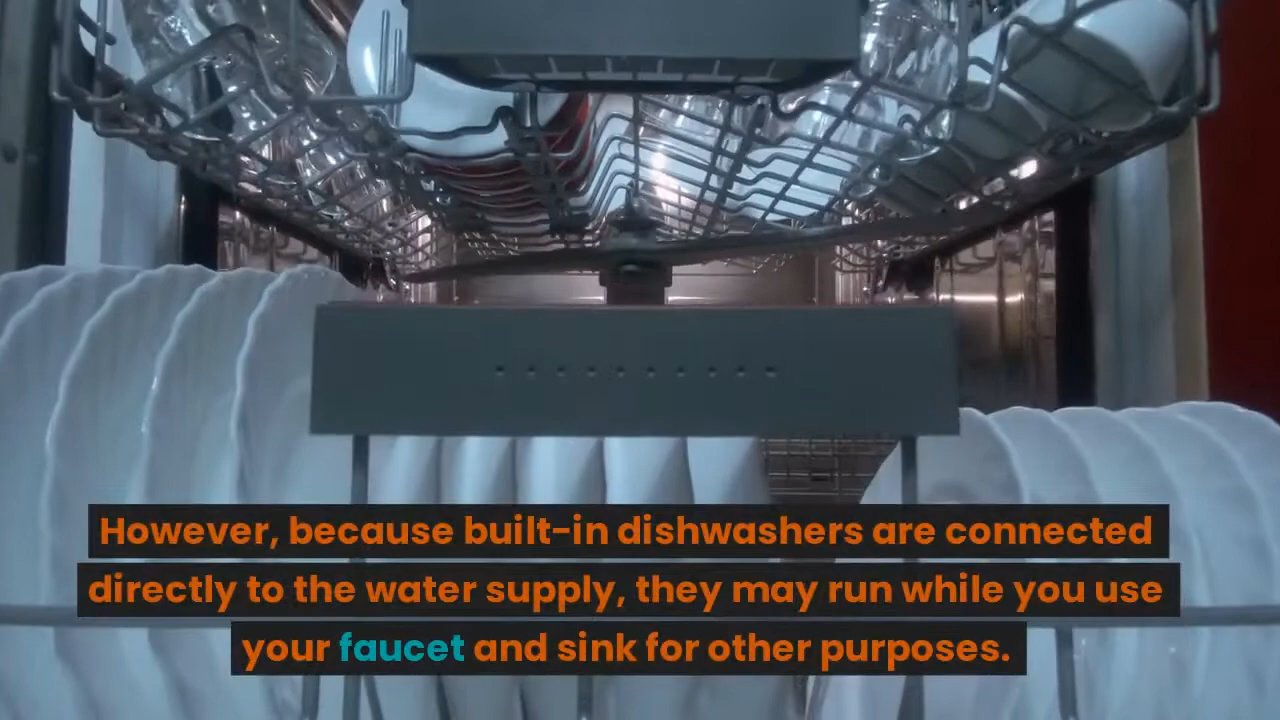 However, because built-in dishwashers are connected
directly to the water supply, they may run while you use
your faucet and sink for other purposes.